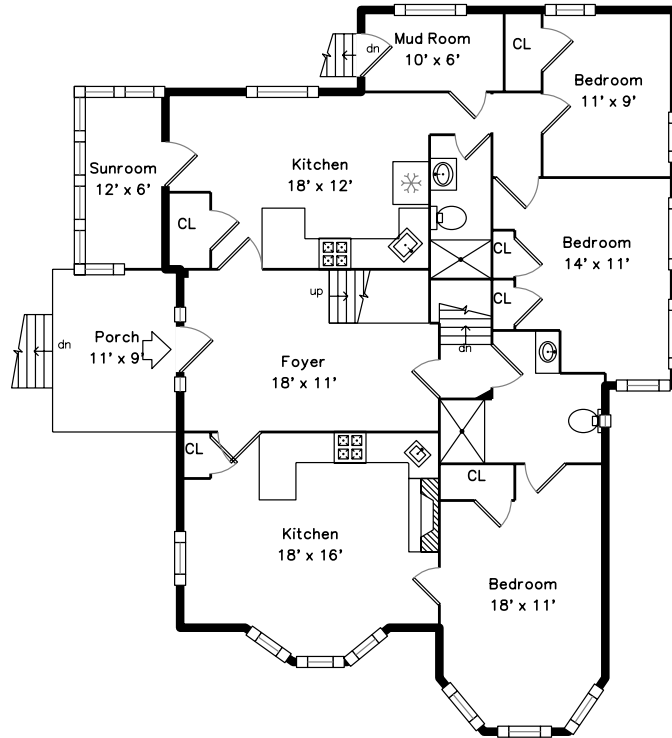 Mud Room
10' x 6'
dn
CL
Bedroom
11' x 9'
Sunroom
12' x 6'
Kitchen
18' x 12'
CL
CL
Bedroom
14' x 11'
CL
up
Porch
11' x 9'
dn
Foyer
18' x 11'
dn
CL
CL
Kitchen
18' x 16'
Bedroom
18' x 11'